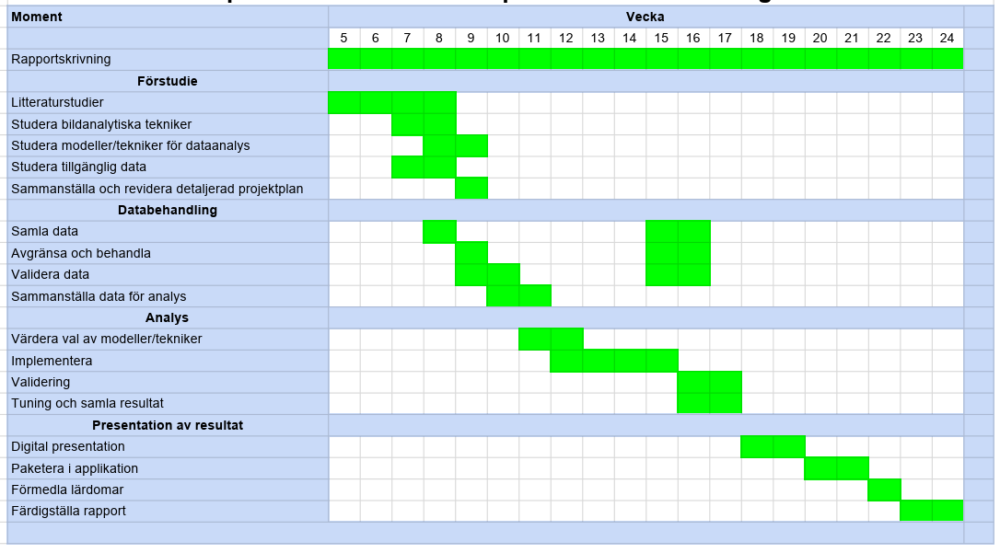 Moment Vecka
5 6 7 8 9 10 11 12 13 14 15 16 17 18 19 20 21 22 23 24
Rapportskrivning
Förstudie
Litteraturstudier
Studera bildanalytiska tekniker
Studera modeller/tekniker för dataanalys
Studera tillgänglig data
Sammanställa och revidera detaljerad projektplan
Databehandling
Samla data
Avgränsa och behandla
Validera data
Sammanställa data för analys
Analys
Värdera val av modeller/tekniker
Implementera
Validering
Tuning och samla resultat
Presentation av resultat
Digital presentation
Paketera i applikation
Förmedla lärdomar
Färdigställa rapport